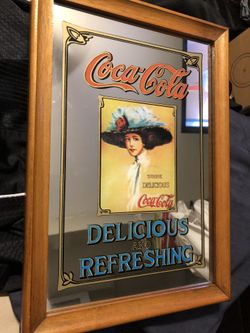 Coca-Cola
DRINK
DELICIOUS
Coca-Cola
DELICIOUS
AND
REFRESHING